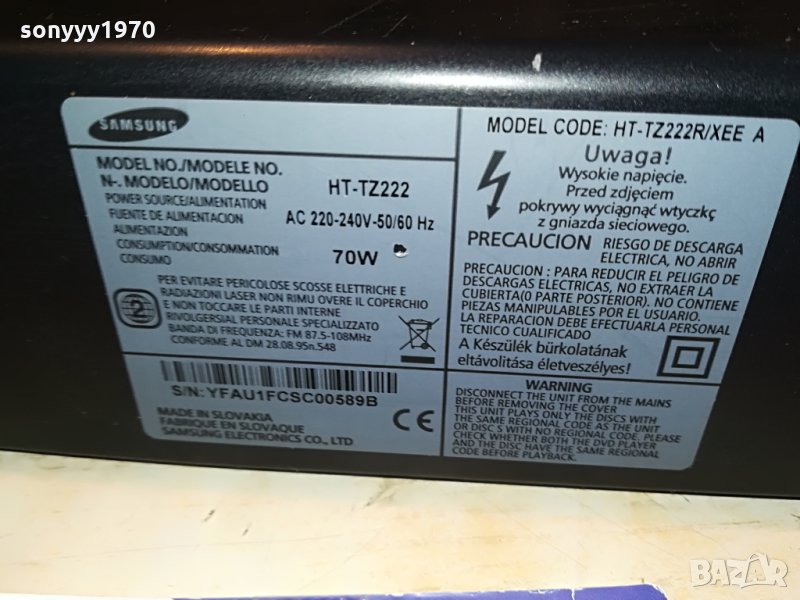 sonyyy1970
SAMSUNG
MODEL NO./MODELE NO.
N-. MODELO/MODELLO
HT-TZ222
POWER SOURCE/ALIMENTATION
FUENTE DE ALIMENTACION
ALIMENTAZION
AC 220-240V-50/60 Hz
CONSUMPTION/CONSOMMATION
CONSUMO
70W
2
PER EVITARE PERICOLOSE SCOSSE ELETTRICHE E
RADIAZIONI LASER NON RIMU OVERE IL COPERCHIO
E NON TOCCARE LE PARTI INTERNE
RIVOLGERSIAL PERSONALE SPECIALIZZATO
BANDA DI FREQUENZA: FM 87.5-108MHz
CONFORME AL DM 28.08.95n.548
S/N: YFAU1FCSC00589B
MADE IN SLOVAKIA
FABRIQUE EN SLOVAQUE
SAMSUNG ELECTRONICS CO., LTD
CE
MODEL CODE: HT-TZ222R/XEE A
Uwaga!
Wysokie napięcie.
Przed zdjęciem
pokrywy wyciągnąć wtyczkę
z gniazda sieciowego.
PRECAUCION RIESGO DE DESCARGA
ELECTRICA, NO ABRIR
PRECAUCION : PARA REDUCIR EL PELIGRO DE
DESCARGAS ELECTRICAS, NO EXTRAER LA
CUBIERTA(O PARTE POSTERIOR). NO CONTIENE
PIEZAS MANIPULABLES POR EL USUARIO.
LA REPARACION DEBE EFECTUARLA PERSONAL
TECNICO CUALIFICADO
A Készülék bürkolatának
eltávolitása életveszélyes!
WARNING
DISCONNECT UNIT FROM THE MAINS
BEFORE REMOVING THE COVER
THIS UNIT PLAYS ONLY THE DISCS WITH
THE SAME REGIONAL CODE AS THE UNIT
OR DISC S WITH NO REGIONAL CODE. PLEASE,
CHECK WHETHER BOTH THE DVD PLAYER
AND THE DISC HAVE THE SAME REGIONAL
CODE BEFORE PLAYBACK.
BAZAR